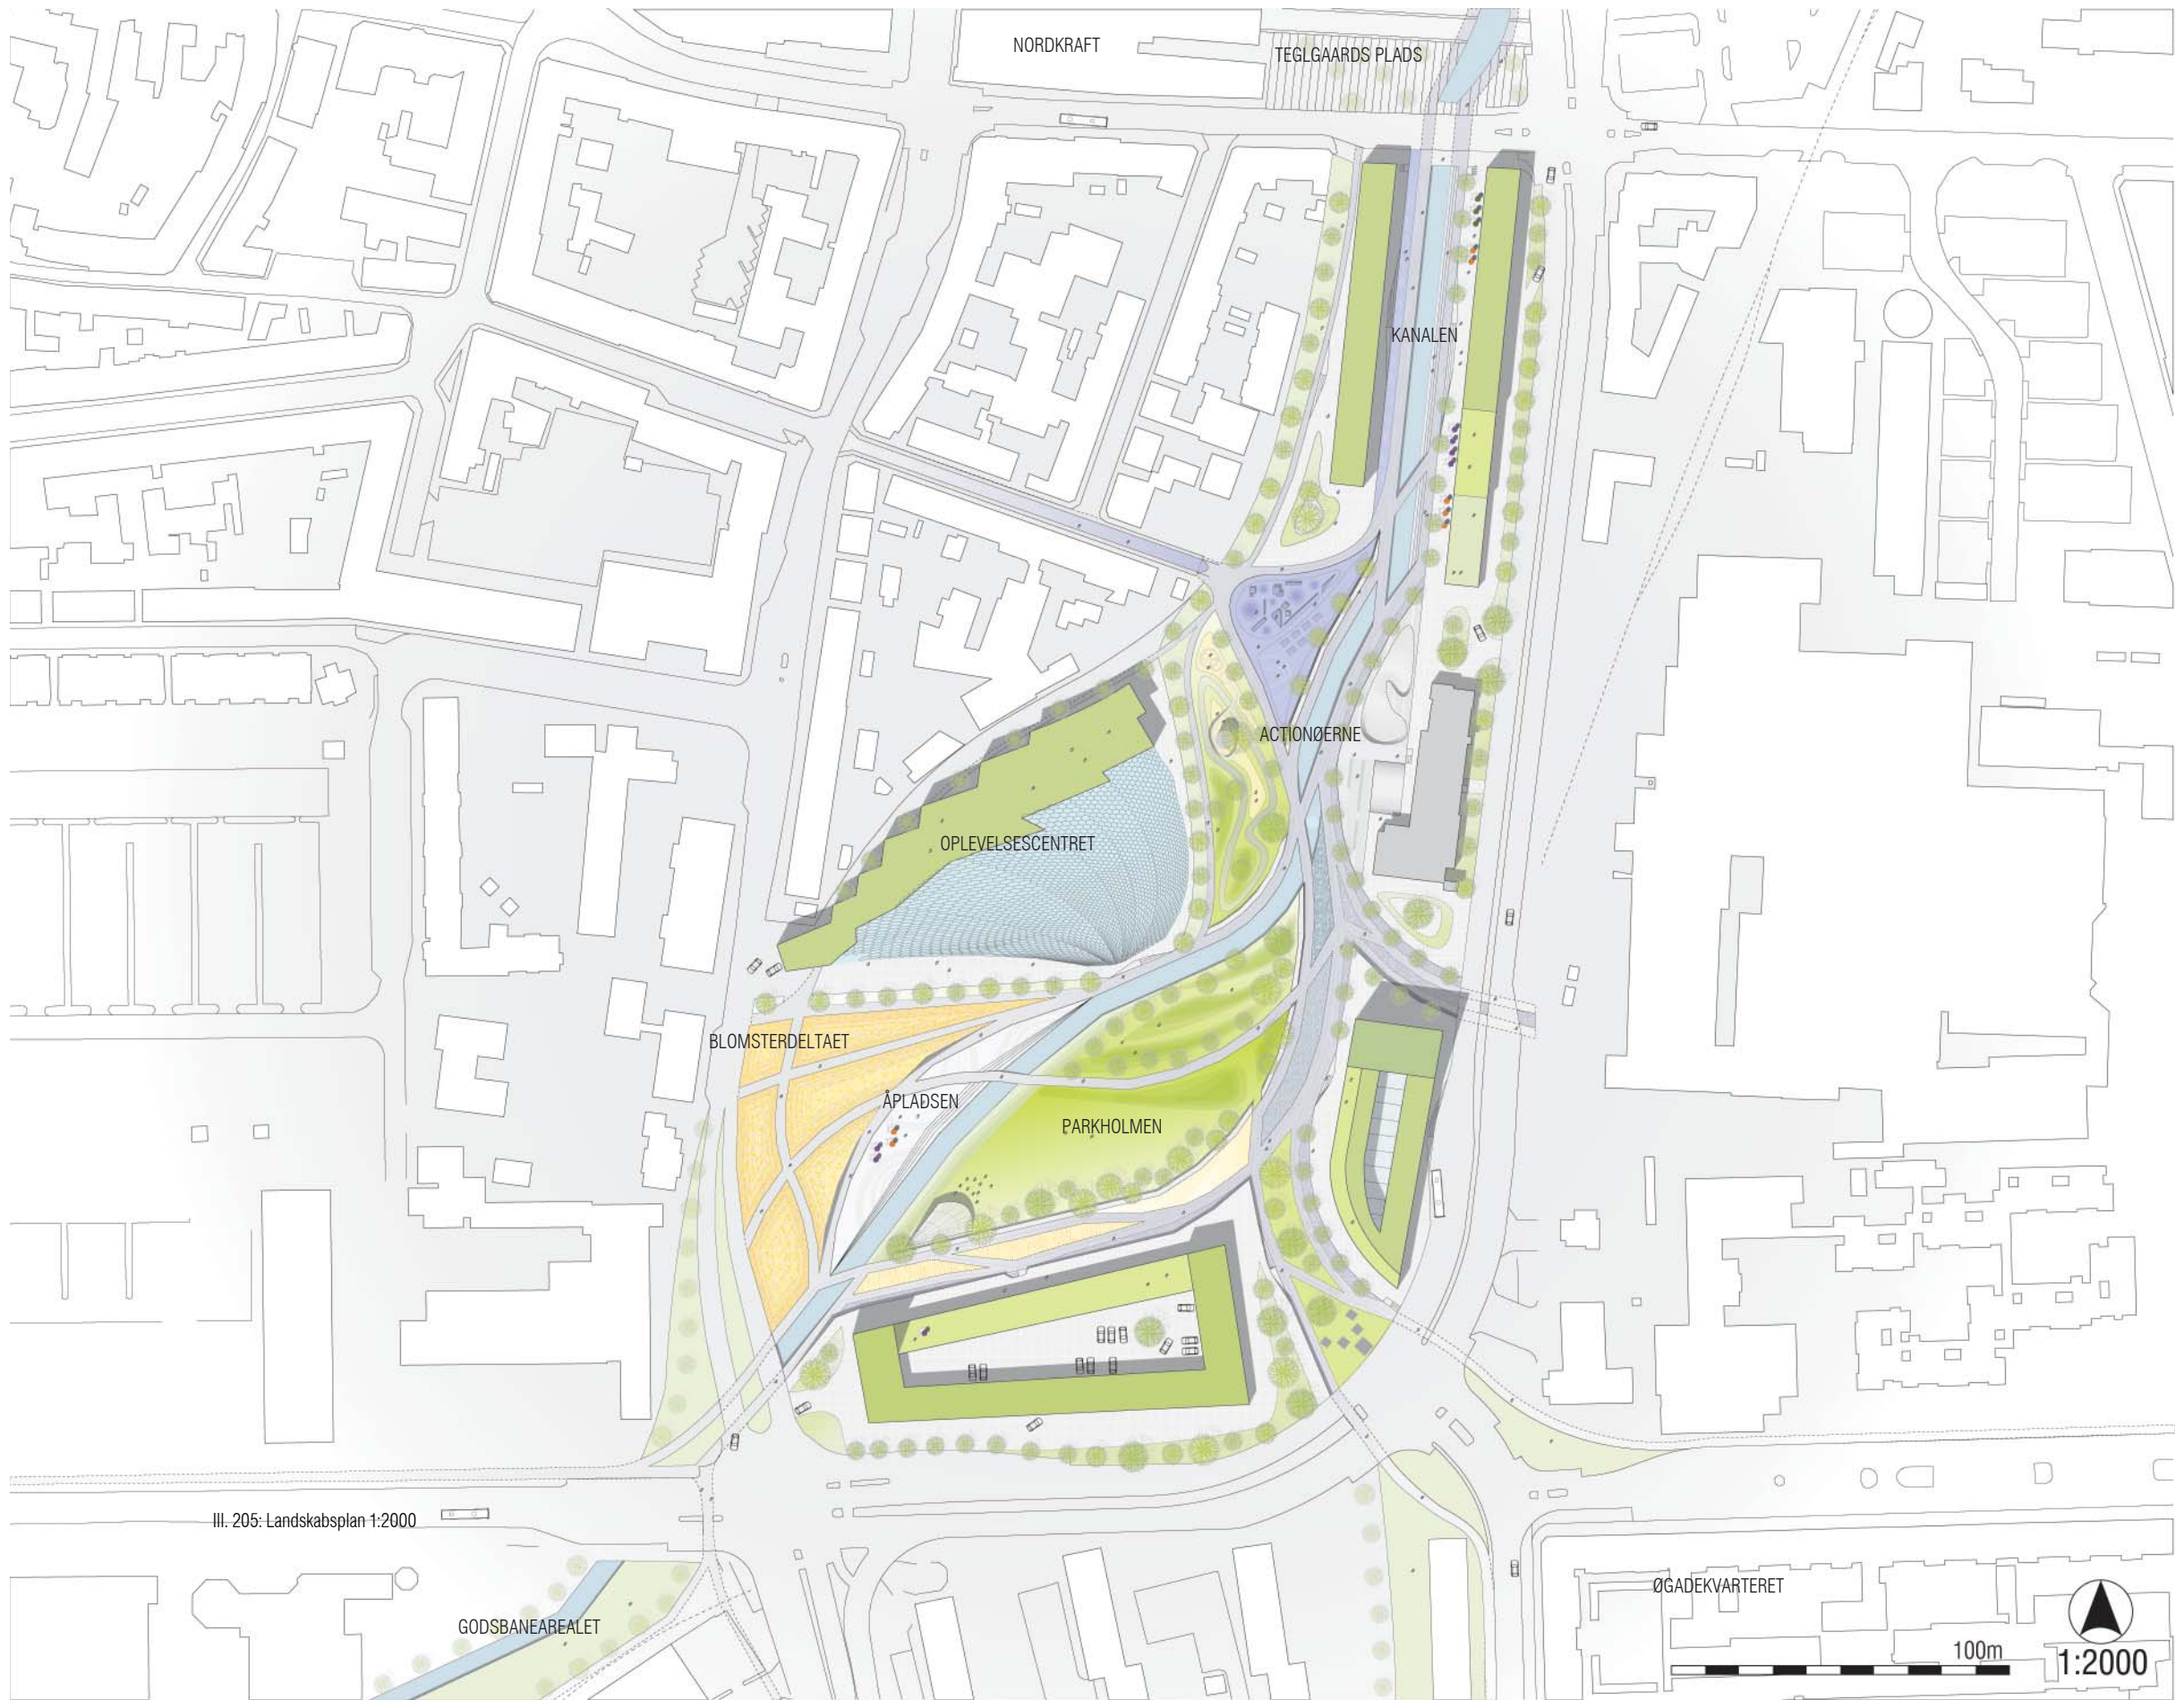 NORDKRAFT
TEGLGAARDS PLADS
KANALEN
ACTIONØERNE
OPLEVELSESCENTRET
BLOMSTERDELTAET
ÅPLADSEN
PARKHOLMEN
Ill. 205: Landskabsplan 1:2000
ØGADEKVARTERET
GODSBANEAREALET
100m
1:2000